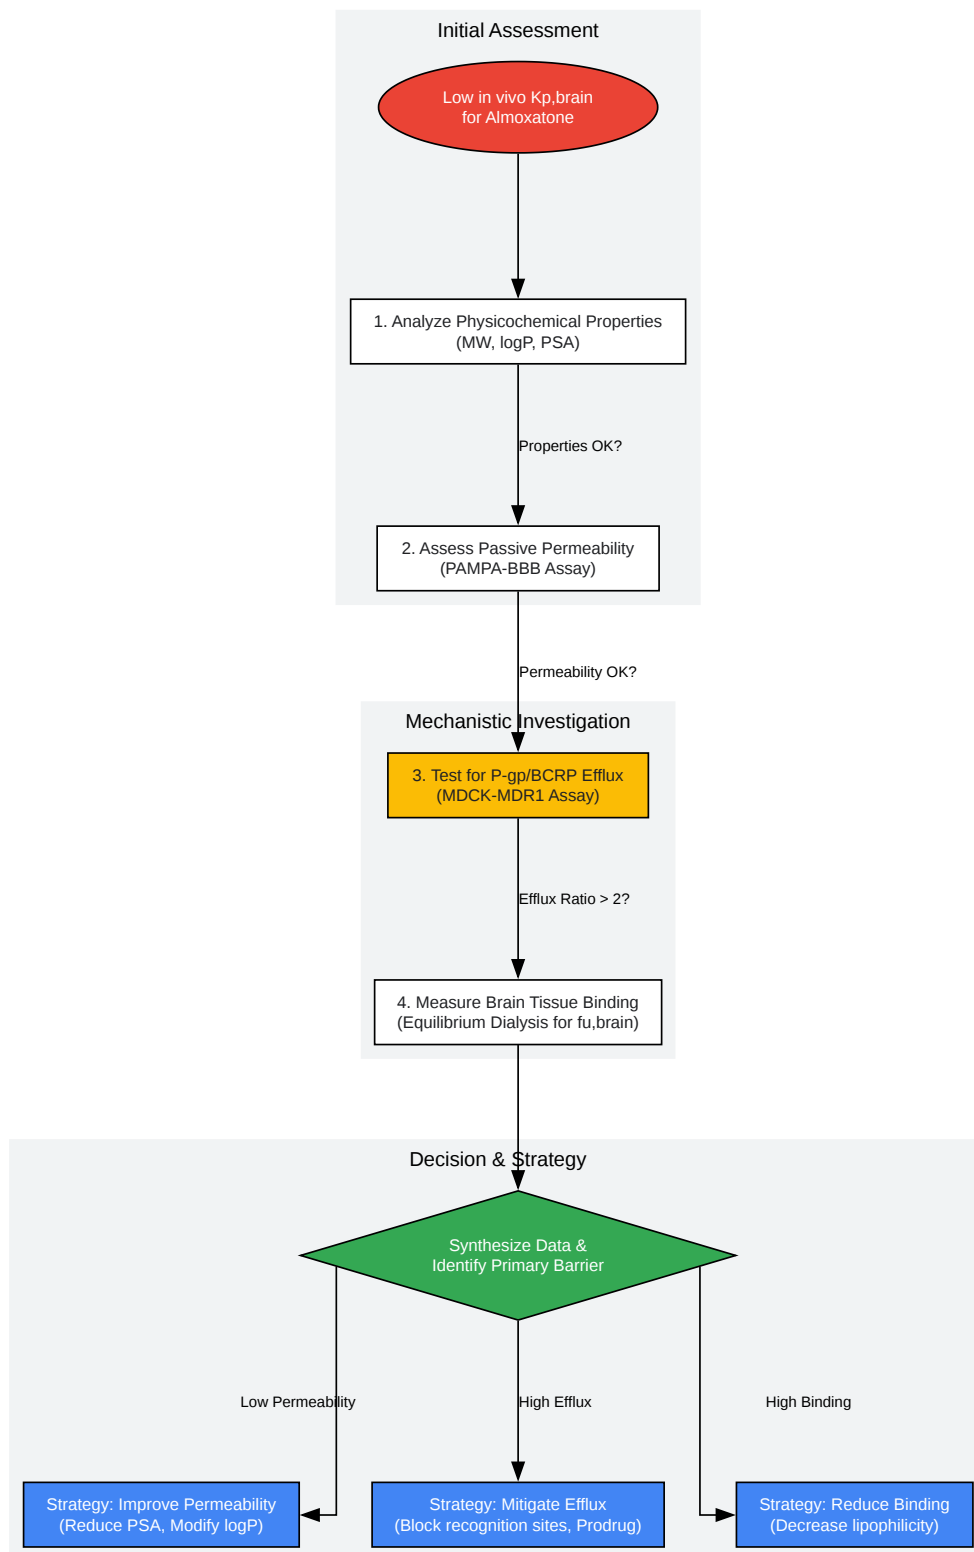 Initial Assessment
Low in vivo Kp,brain
for Almoxatone
1. Analyze Physicochemical Properties
(MW, logP, PSA)
Properties OK?
2. Assess Passive Permeability
(PAMPA-BBB Assay)
Permeability OK?
Mechanistic Investigation
3. Test for P-gp/BCRP Efflux
(MDCK-MDR1 Assay)
Efflux Ratio > 2?
4. Measure Brain Tissue Binding
(Equilibrium Dialysis for fu,brain)
Decision & Strategy
Synthesize Data &
Identify Primary Barrier
Low Permeability
High Efflux
High Binding
Strategy: Improve Permeability
(Reduce PSA, Modify logP)
Strategy: Mitigate Efflux
(Block recognition sites, Prodrug)
Strategy: Reduce Binding
(Decrease lipophilicity)